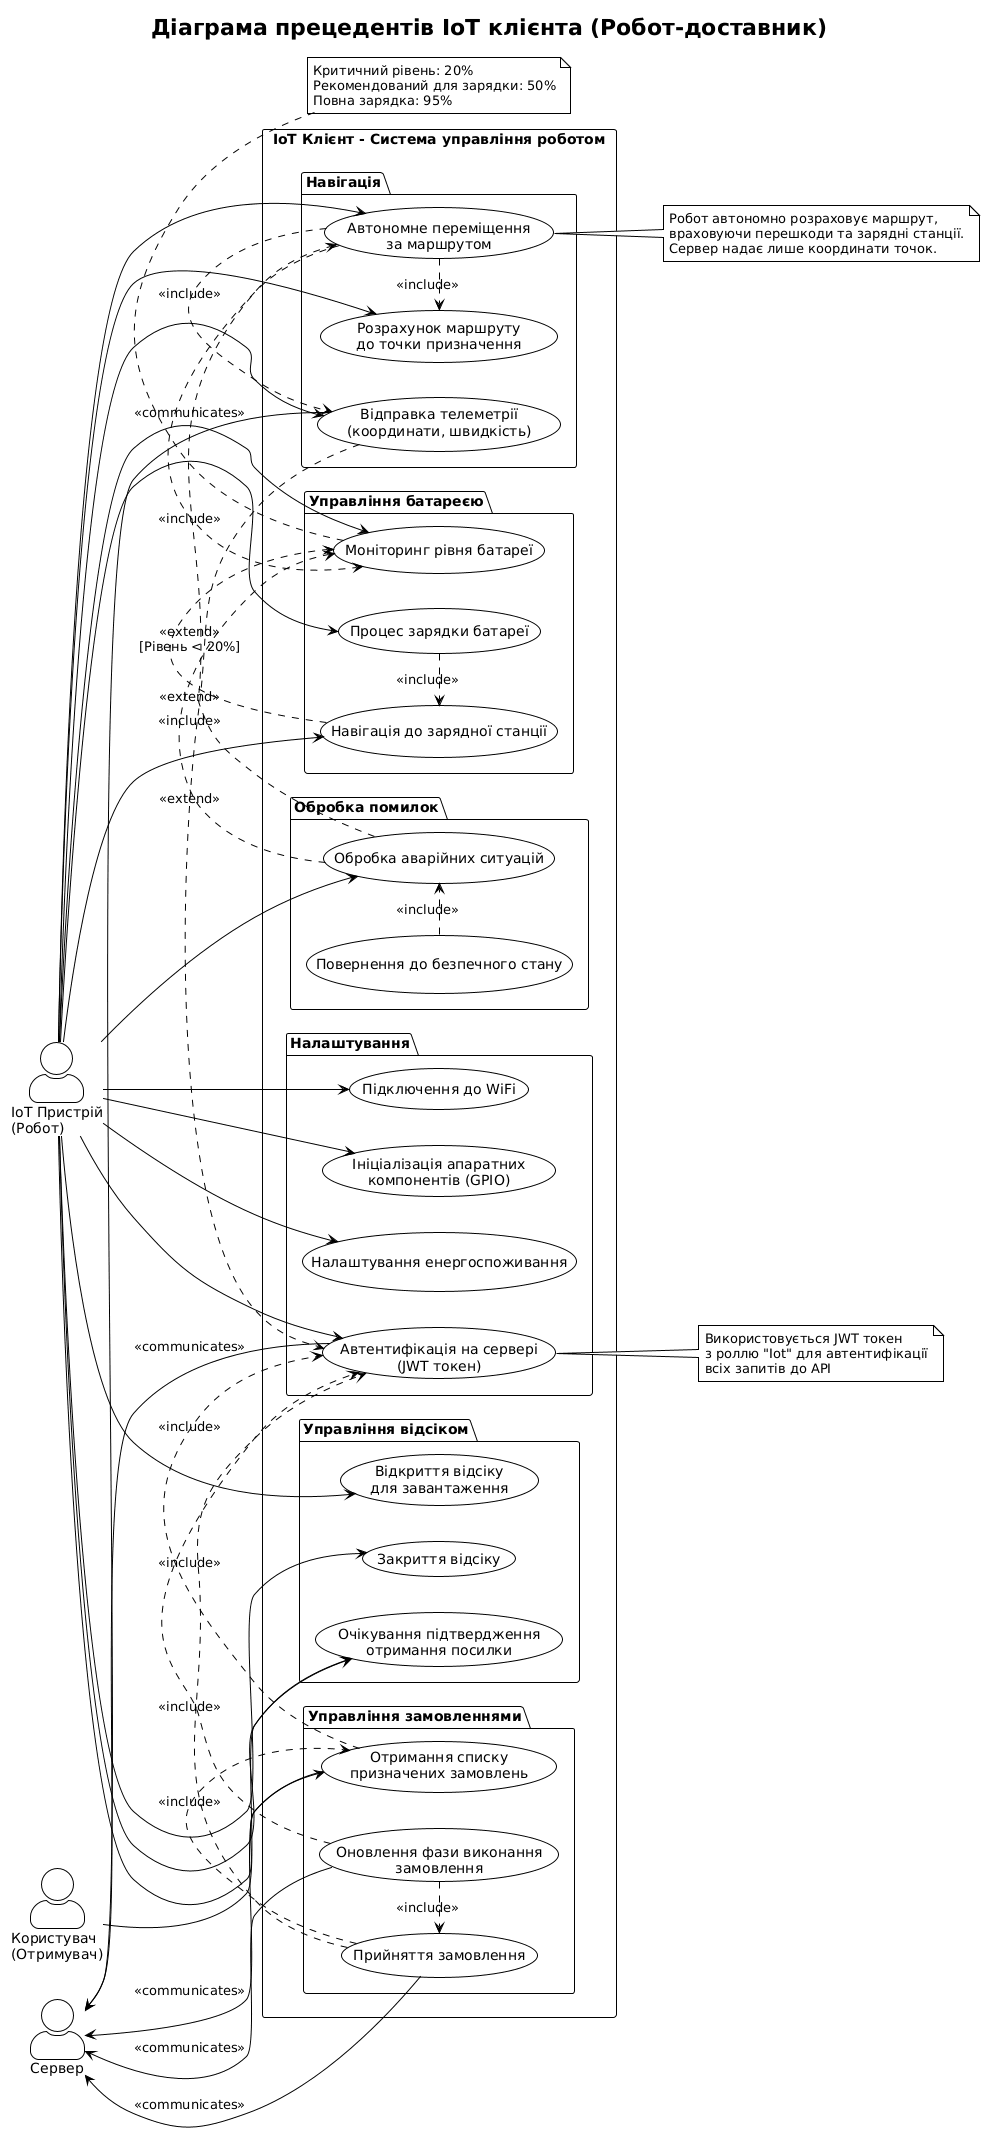 Діаграма прецедентів IoT клієнта (Робот-доставник)
Критичний рівень: 20%
Рекомендований для зарядки: 50%
Повна зарядка: 95%
IoT Клієнт - Система управління роботом
Навігація
Автономне переміщення
за маршрутом
Робот автономно розраховує маршрут,
враховуючи перешкоди та зарядні станції.
Сервер надає лише координати точок.
«include»
«include»
Розрахунок маршруту
до точки призначення
«communicates»
Відправка телеметрії
(координати, швидкість)
Управління батареєю
«include»
Моніторинг рівня батареї
«extend»
[Рівень < 20%]
Процес зарядки батареї
«include»
«extend»
«include»
Навігація до зарядної станції
«extend»
Обробка помилок
Обробка аварійних ситуацій
«include»
Повернення до безпечного стану
Налаштування
IoT Пристрій
(Робот)
Підключення до WiFi
Ініціалізація апаратних
компонентів (GPIO)
Налаштування енергоспоживання
«communicates»
Автентифікація на сервері
(JWT токен)
Використовується JWT токен
з роллю "Iot" для автентифікації
всіх запитів до API
«include»
Управління відсіком
Відкриття відсіку
для завантаження
«include»
Закриття відсіку
Очікування підтвердження
отримання посилки
«include»
Управління замовленнями
Отримання списку
призначених замовлень
«include»
Оновлення фази виконання
замовлення
«include»
Користувач
(Отримувач)
Прийняття замовлення
«communicates»
Сервер
«communicates»
«communicates»